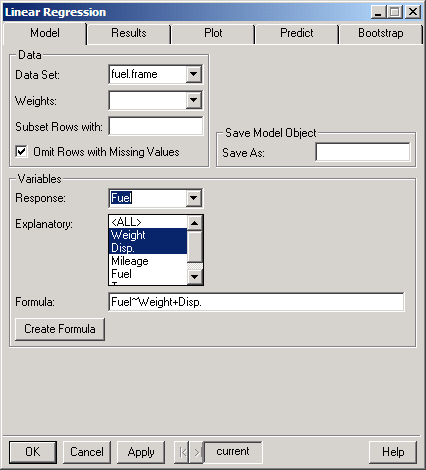 Linear Regression
Model Results Plot Predict Bootstrap
Data
Data Set: fuel.frame
Weights:
Subset Rows with:
Omit Rows with Missing Values
Save Model Object
Save As:
Variables
Response: Fuel
Explanatory: <ALL>
Weight
Disp.
Mileage
Fuel
Formula: Fuel~Weight+Disp.
Create Formula
OK Cancel Apply |< >| current Help